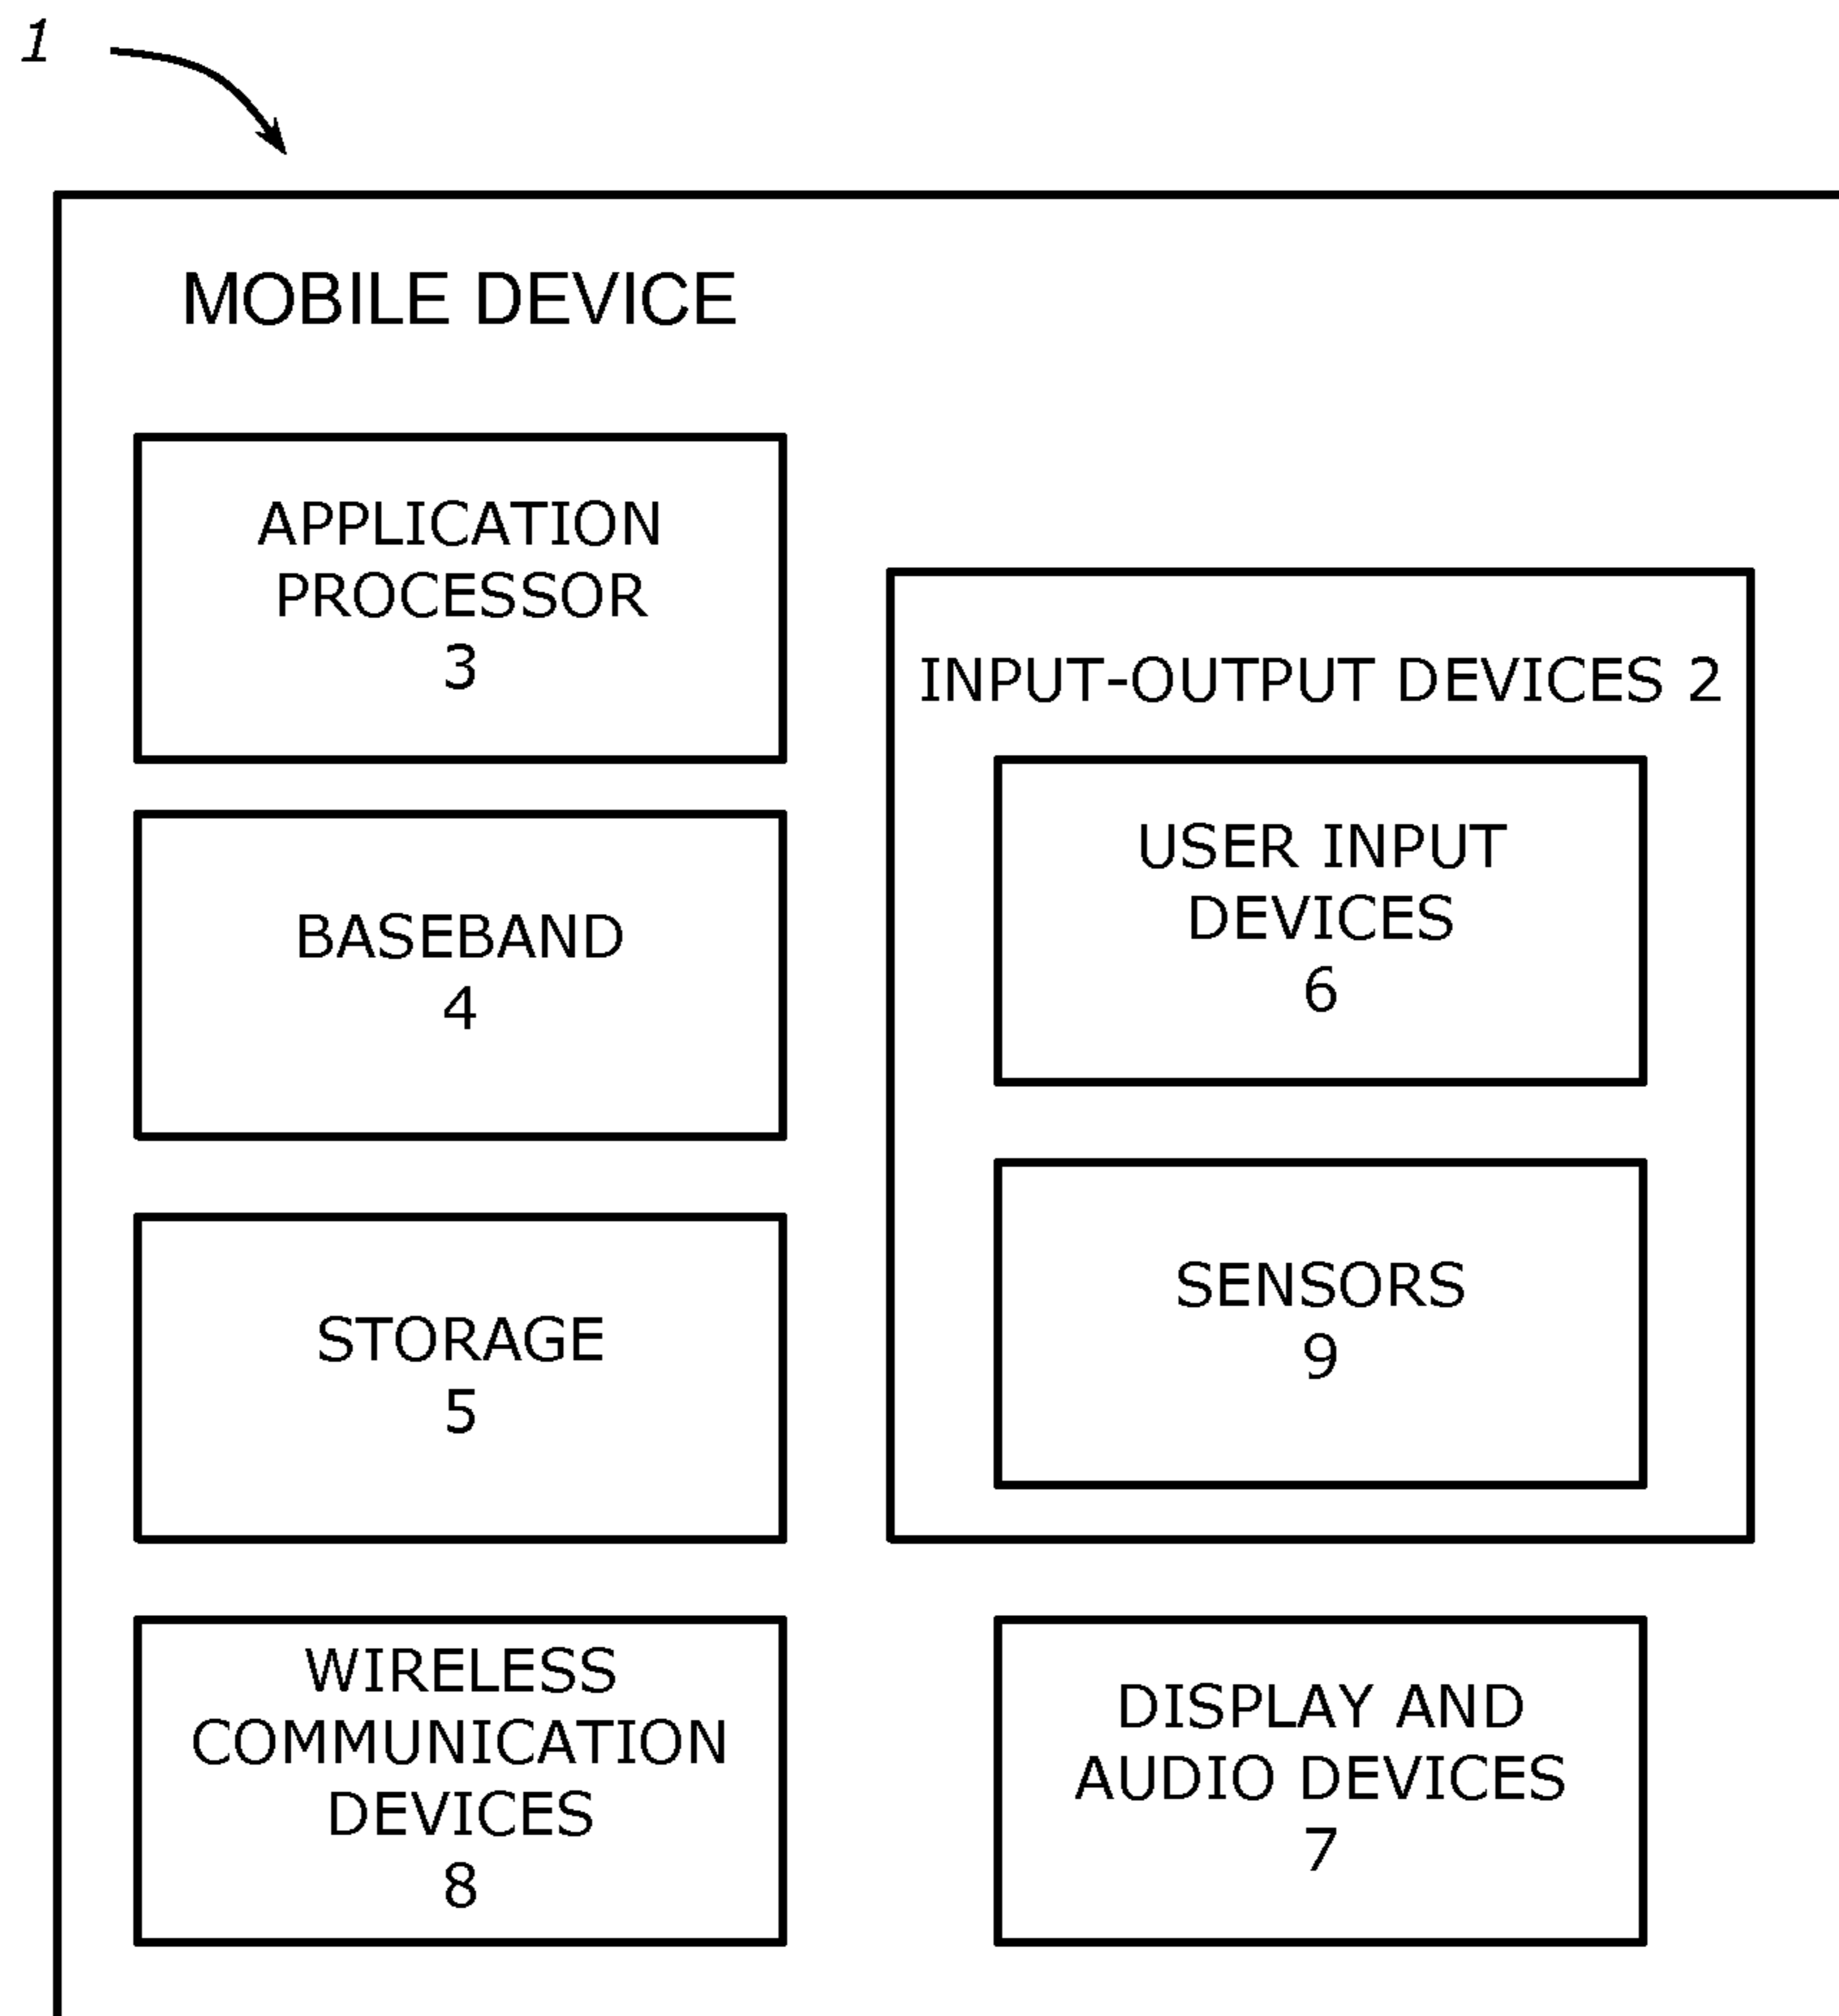 1
MOBILE DEVICE
APPLICATION
PROCESSOR
3
BASEBAND
4
STORAGE
5
WIRELESS
COMMUNICATION
DEVICES
8
INPUT-OUTPUT DEVICES 2
USER INPUT
DEVICES
6
SENSORS
9
DISPLAY AND
AUDIO DEVICES
7